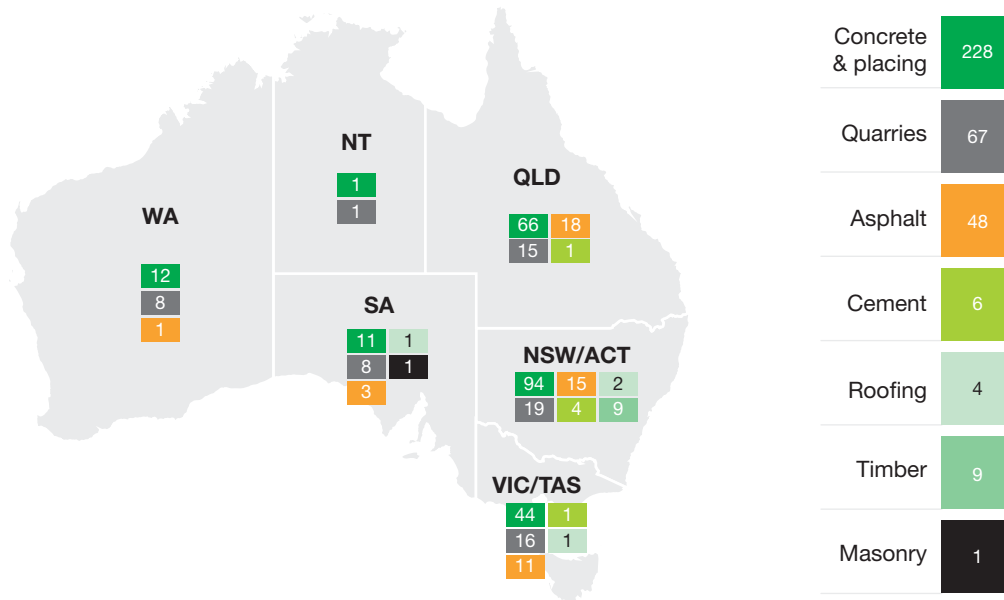 NT
1
1
QLD
66 18
15 1
WA
12
8
1
SA
11 1
8 1
3
NSW/ACT
94 15 2
19 4 9
VIC/TAS
44 1
16 1
11
Concrete
& placing 228
Quarries 67
Asphalt 48
Cement 6
Roofing 4
Timber 9
Masonry 1